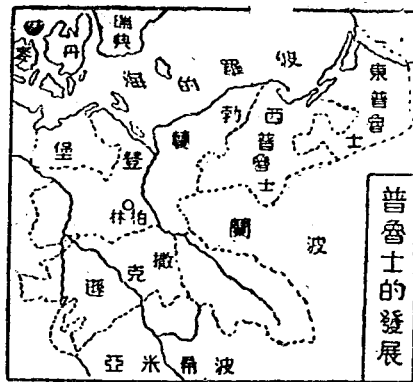 普魯士的發展
瑞典
丹麥
波羅的海
東普魯士
西普魯士
勃蘭登堡
柏林
波蘭
撒克遜
波希米亞